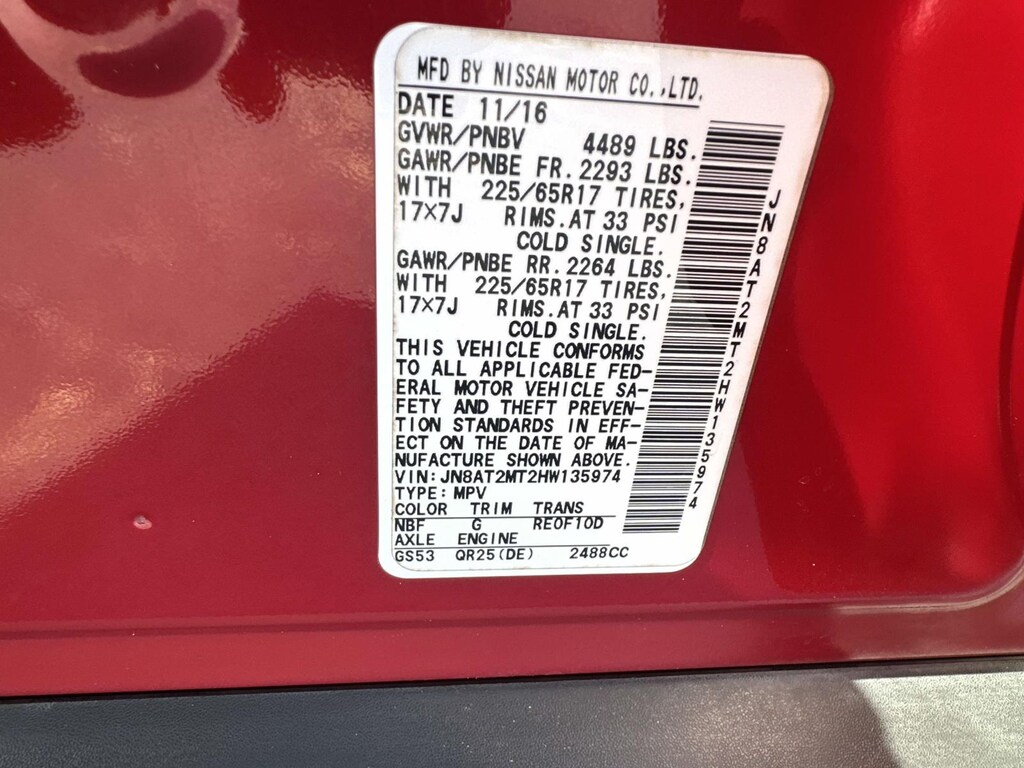 MFD BY NISSAN MOTOR CO.,LTD.
DATE 11/16
GVWR/PNBV 4489 LBS.
GAWR/PNBE FR. 2293 LBS.
WITH 225/65R17 TIRES,
17×7J RIMS. AT 33 PSI
COLD SINGLE.
GAWR/PNBE RR. 2264 LBS.
WITH 225/65R17 TIRES,
17×7J RIMS. AT 33 PSI
COLD SINGLE.
THIS VEHICLE CONFORMS
TO ALL APPLICABLE FED-
ERAL MOTOR VEHICLE SA-
FETY AND THEFT PREVEN-
TION STANDARDS IN EFF-
ECT ON THE DATE OF MA-
NUFACTURE SHOWN ABOVE.
VIN:JN8AT2MT2HW135974
TYPE:MPV
COLOR TRIM TRANS
NBF G RE0F10D
AXLE ENGINE
GS53 QR25(DE) 2488CC
JN8AT2MT2HW135974